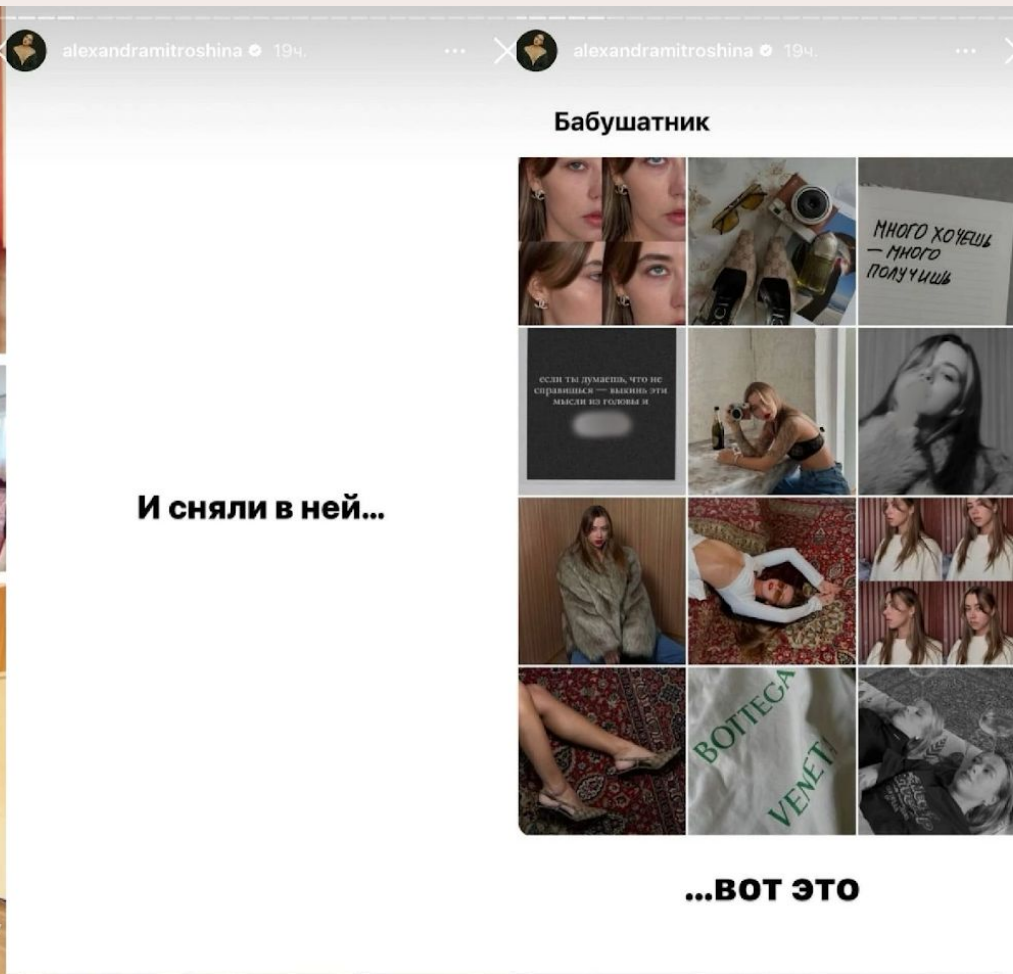 alexandramitroshina 19ч.
И сняли в ней...
alexandramitroshina 19ч.
Бабушатник
МНОГО ХОЧЕШЬ
— МНОГО
ПОЛУЧИШЬ
если ты думаешь, что не
справишься — выкинь эти
мысли из головы и
BOTTEGA
VENETA
...вот это